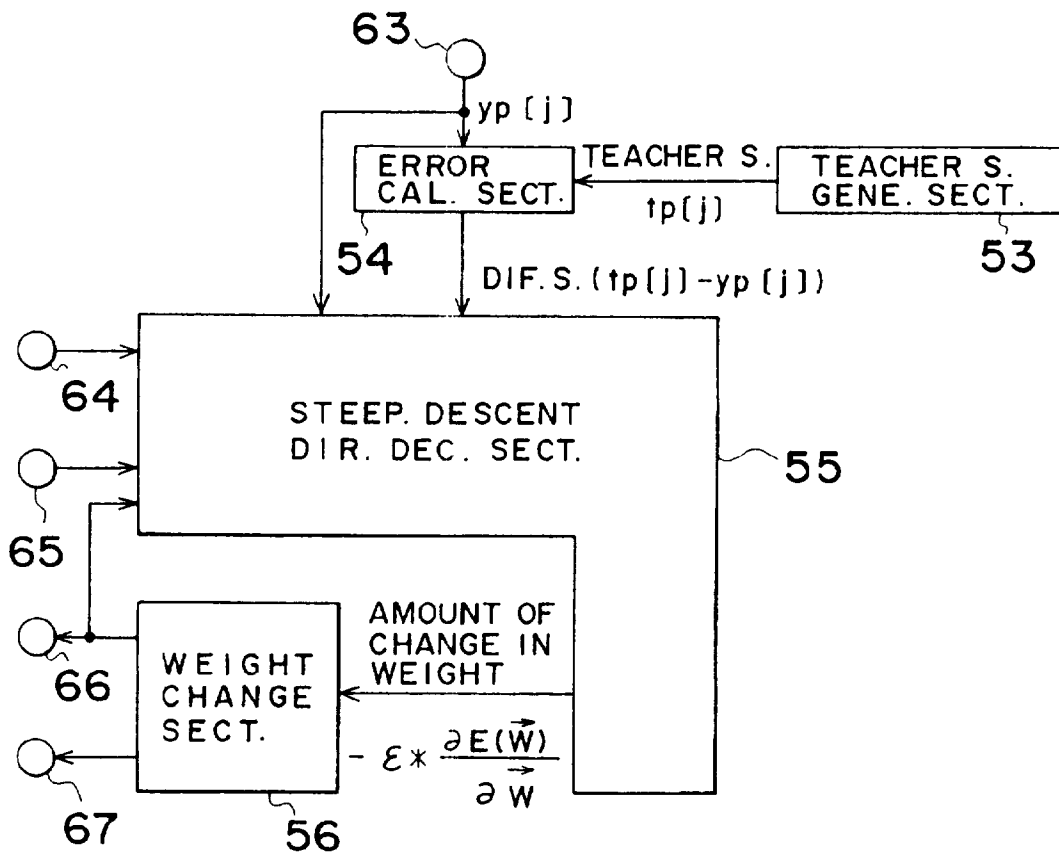 63
yp [j]
ERROR
CAL. SECT.
TEACHER S.
tp[j]
TEACHER S.
GENE. SECT.
54
53
DIF. S. (tp[j]-yp[j])
64
STEEP. DESCENT
DIR. DEC. SECT.
65
55
AMOUNT OF
CHANGE IN
WEIGHT
WEIGHT
CHANGE
SECT.
66
- ε* ∂E(W⃗)
∂W⃗
67
56